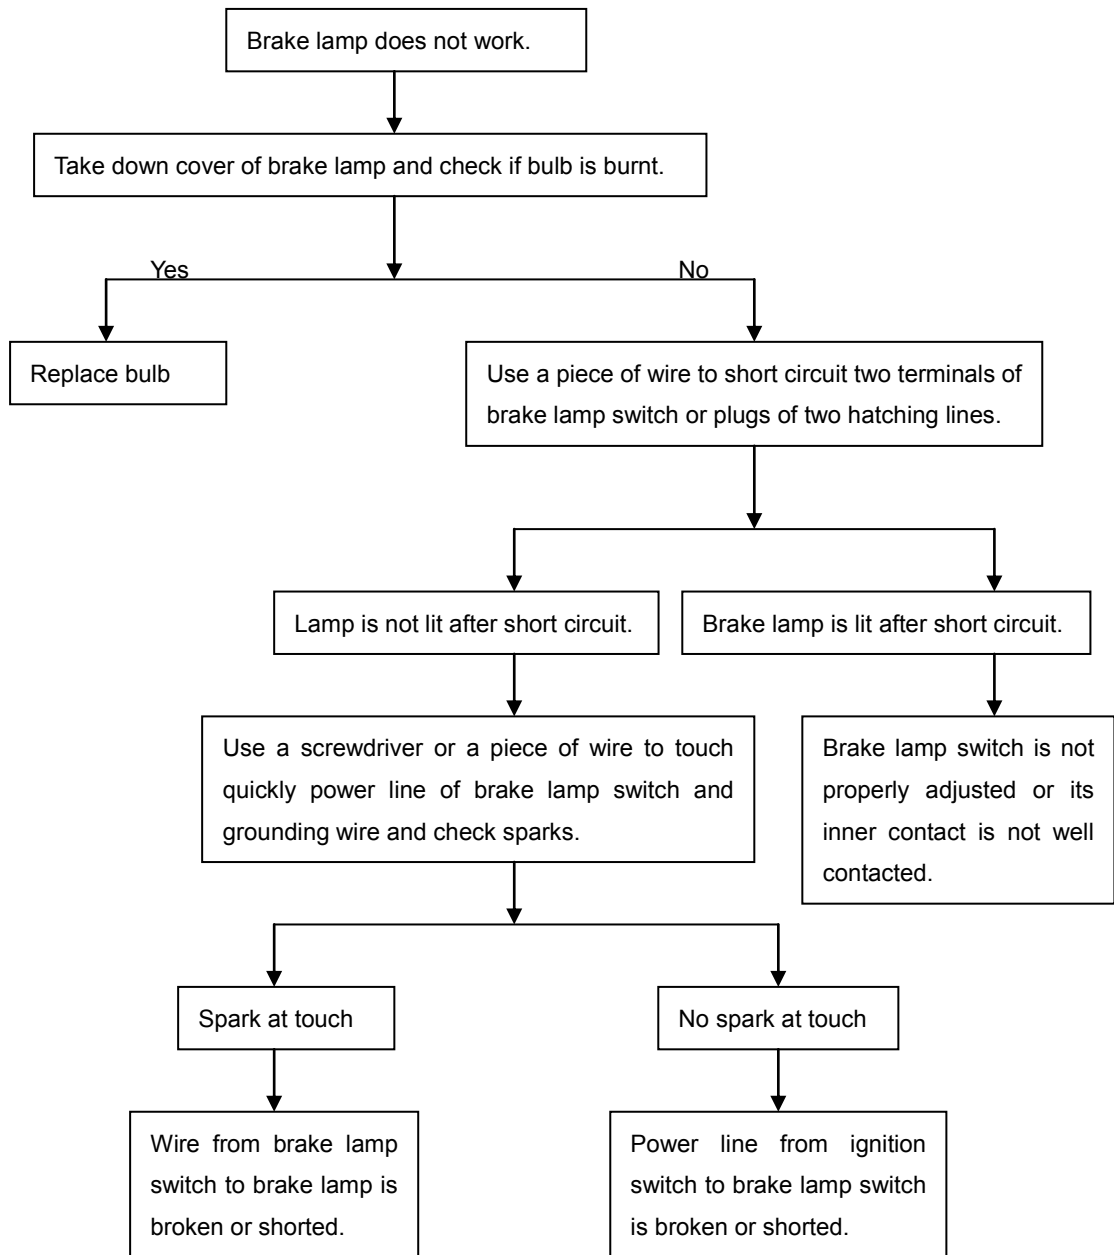 Brake lamp does not work.
Take down cover of brake lamp and check if bulb is burnt.
Yes
No
Replace bulb
Use a piece of wire to short circuit two terminals of
brake lamp switch or plugs of two hatching lines.
Lamp is not lit after short circuit.
Brake lamp is lit after short circuit.
Use a screwdriver or a piece of wire to touch
quickly power line of brake lamp switch and
grounding wire and check sparks.
Brake lamp switch is not
properly adjusted or its
inner contact is not well
contacted.
Spark at touch
No spark at touch
Wire from brake lamp
switch to brake lamp is
broken or shorted.
Power line from ignition
switch to brake lamp switch
is broken or shorted.